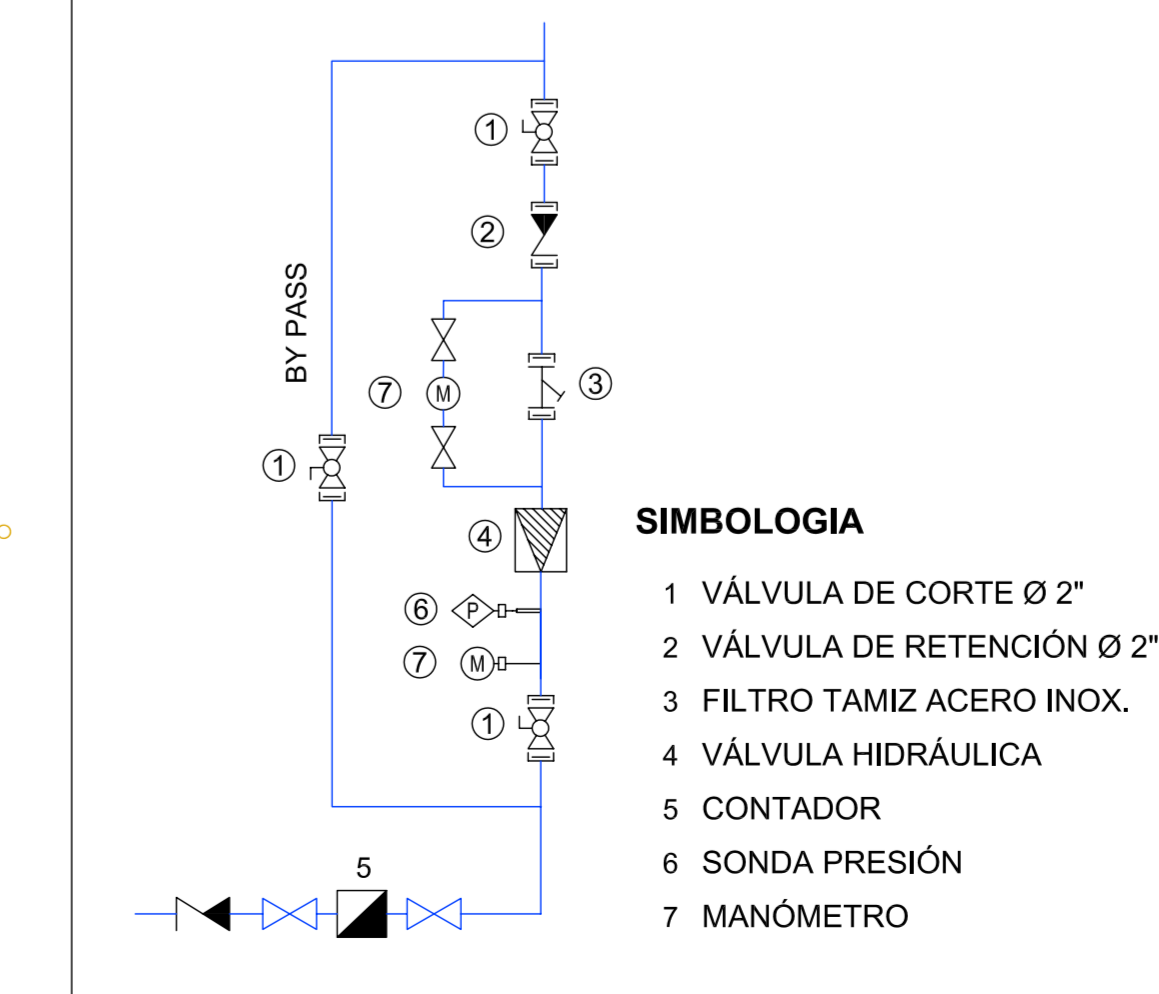 1
2
BY PASS
7
M
3
1
4
SIMBOLOGIA
6
P
7
M
1
5
1 VÁLVULA DE CORTE Ø 2"
2 VÁLVULA DE RETENCIÓN Ø 2"
3 FILTRO TAMIZ ACERO INOX.
4 VÁLVULA HIDRÁULICA
5 CONTADOR
6 SONDA PRESIÓN
7 MANÓMETRO